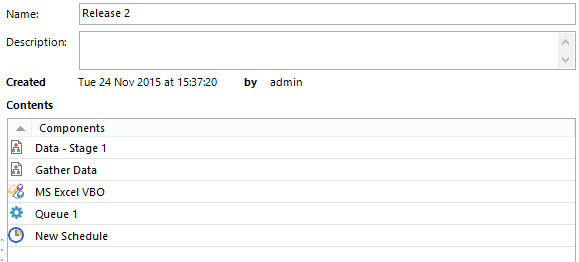 Name: Release 2
Description:
Created Tue 24 Nov 2015 at 15:37:20 by admin
Contents
Components
Data - Stage 1
Gather Data
MS Excel VBO
Queue 1
New Schedule